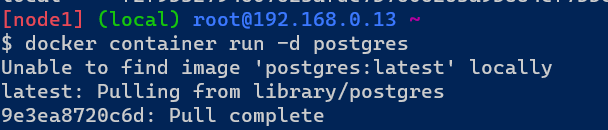 [node1] (local) root@192.168.0.13 ~
$ docker container run -d postgres
Unable to find image 'postgres:latest' locally
latest: Pulling from library/postgres
9e3ea8720c6d: Pull complete